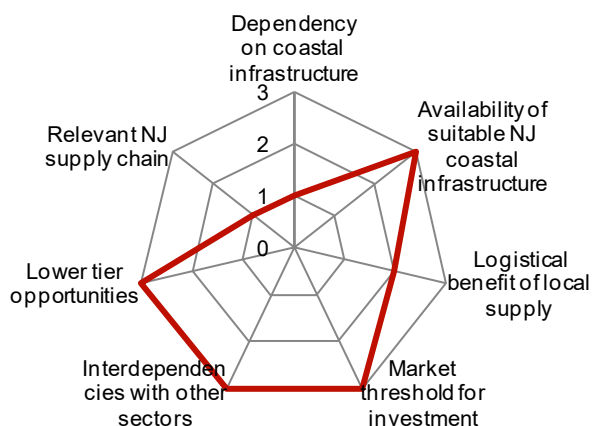 Dependency
on coastal
infrastructure
3
2
1
0
Availability of
suitable NJ
coastal
infrastructure
Relevant NJ
supply chain
Logistical
benefit of local
supply
Lower tier
opportunities
Interdependen
cies with other
sectors
Market
threshold for
investment